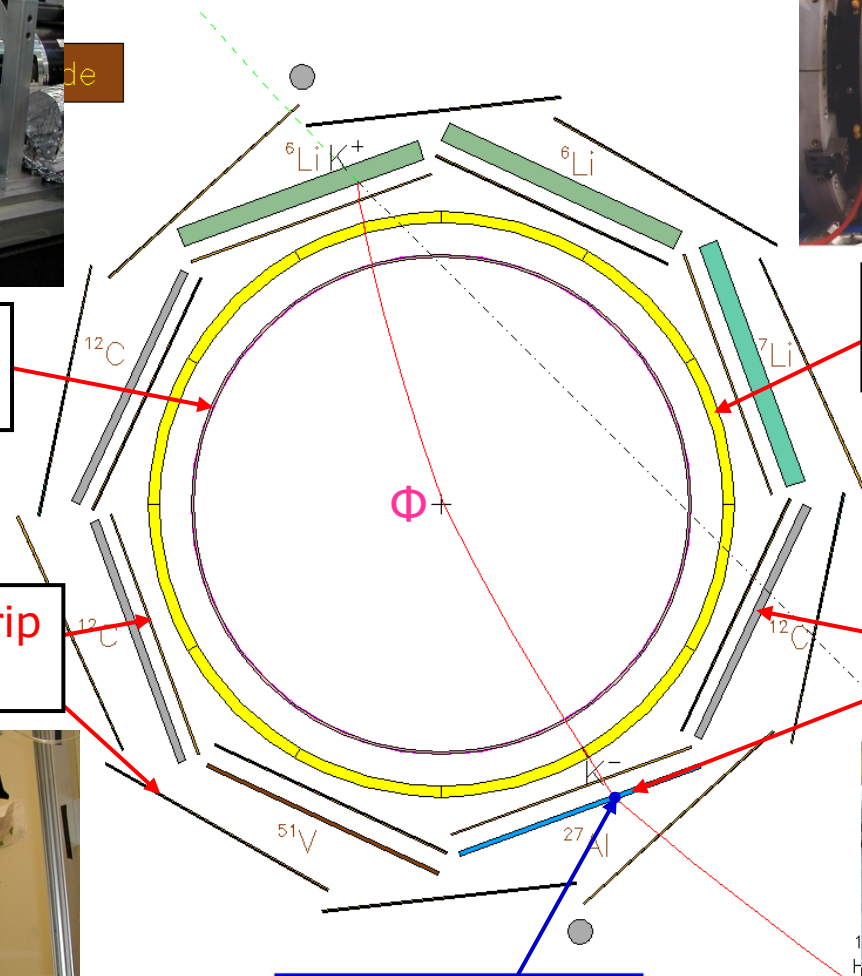 de
⁶Li K⁺
⁶Li
¹²C
⁷Li
Φ
rip
¹²C
¹²C
K⁻
⁵¹V
²⁷Al